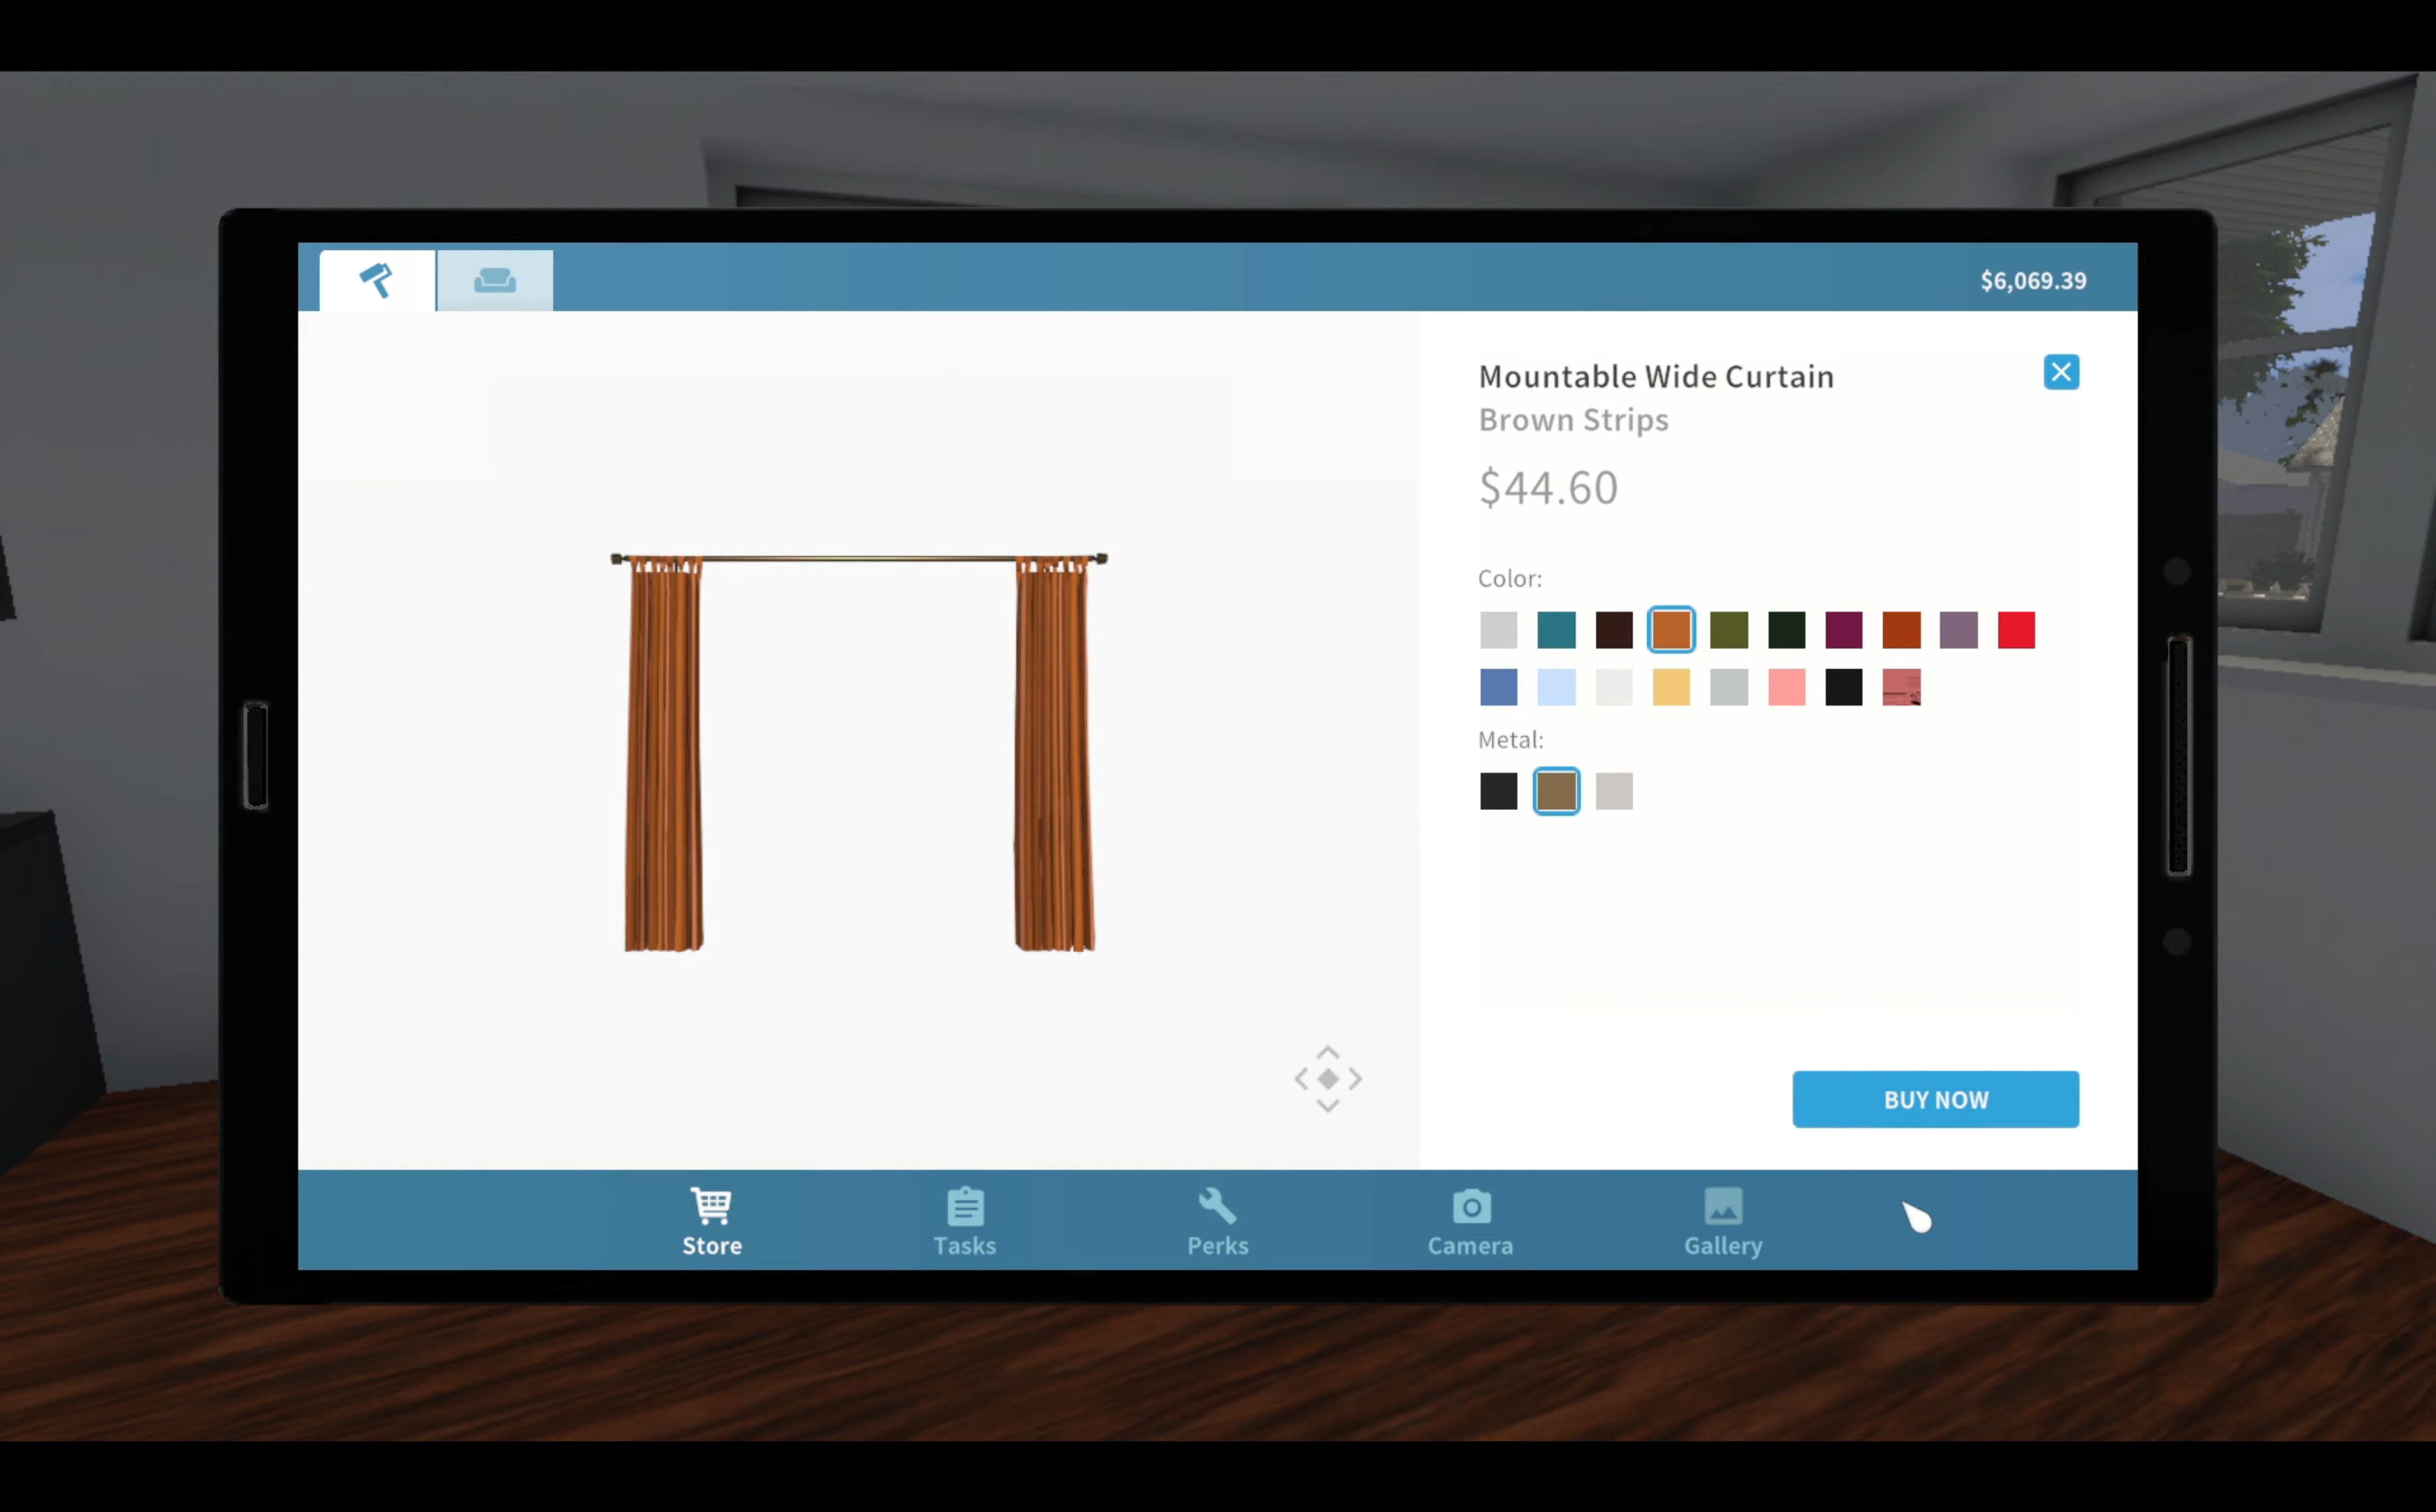 $6,069.39
Mountable Wide Curtain
Brown Strips
$44.60
Color:
Metal:
BUY NOW
Store
Tasks
Perks
Camera
Gallery